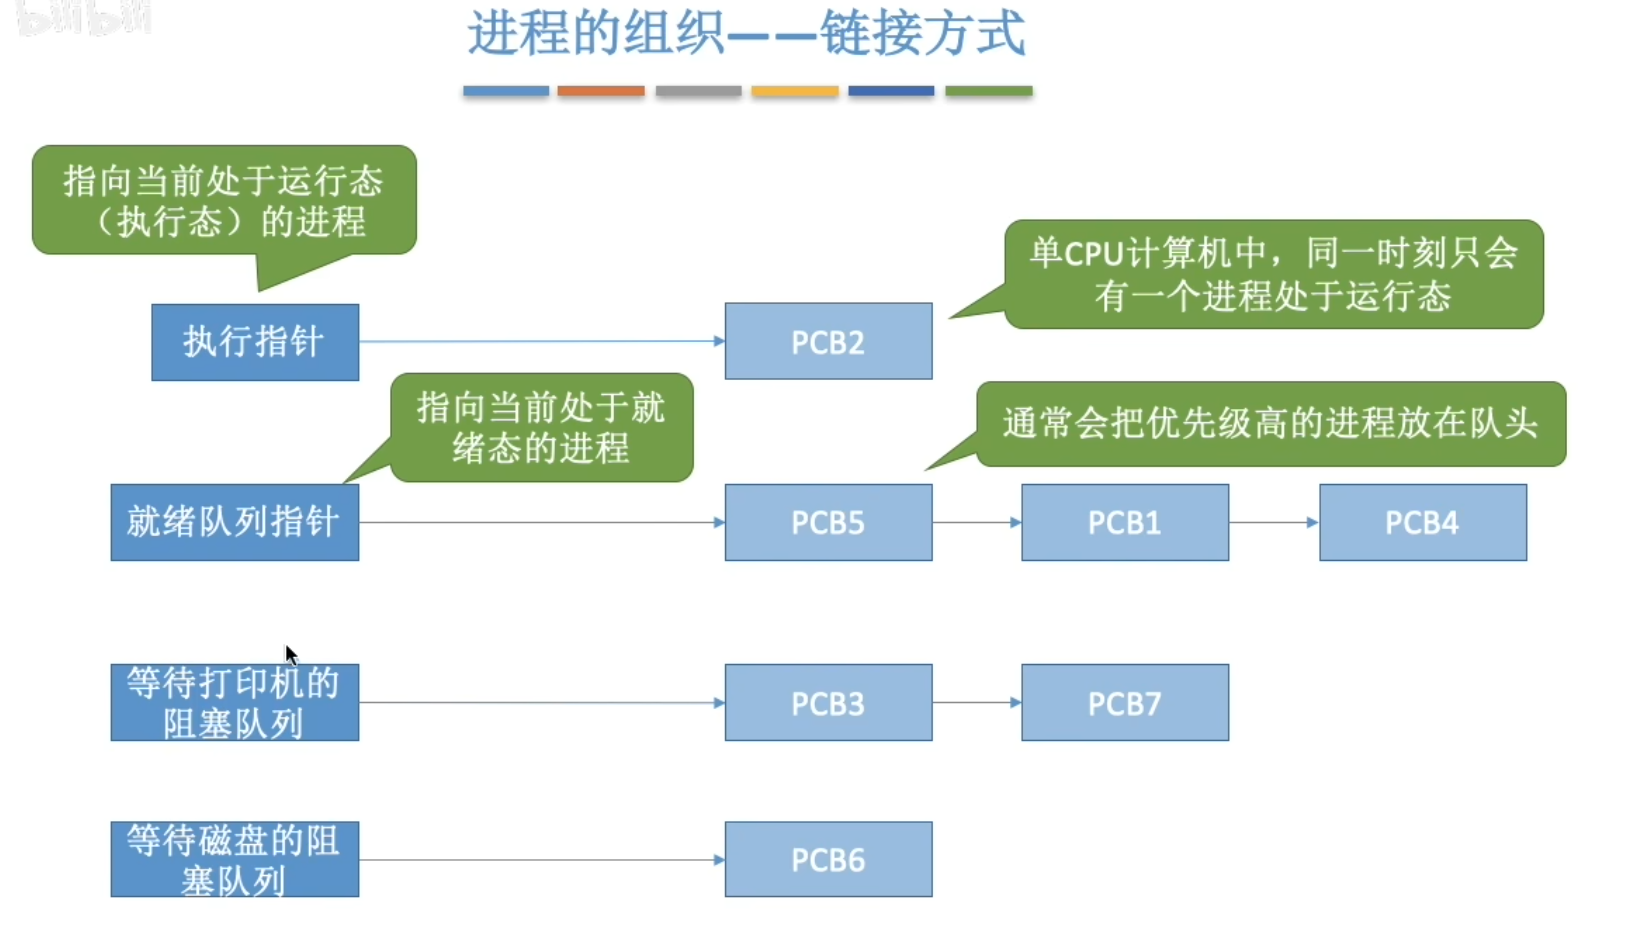 bilibili
进程的组织——链接方式
指向当前处于运行态
（执行态）的进程
单CPU计算机中，同一时刻只会
有一个进程处于运行态
执行指针
PCB2
指向当前处于就
绪态的进程
通常会把优先级高的进程放在队头
就绪队列指针
PCB5
PCB1
PCB4
等待打印机的
阻塞队列
PCB3
PCB7
等待磁盘的阻
塞队列
PCB6